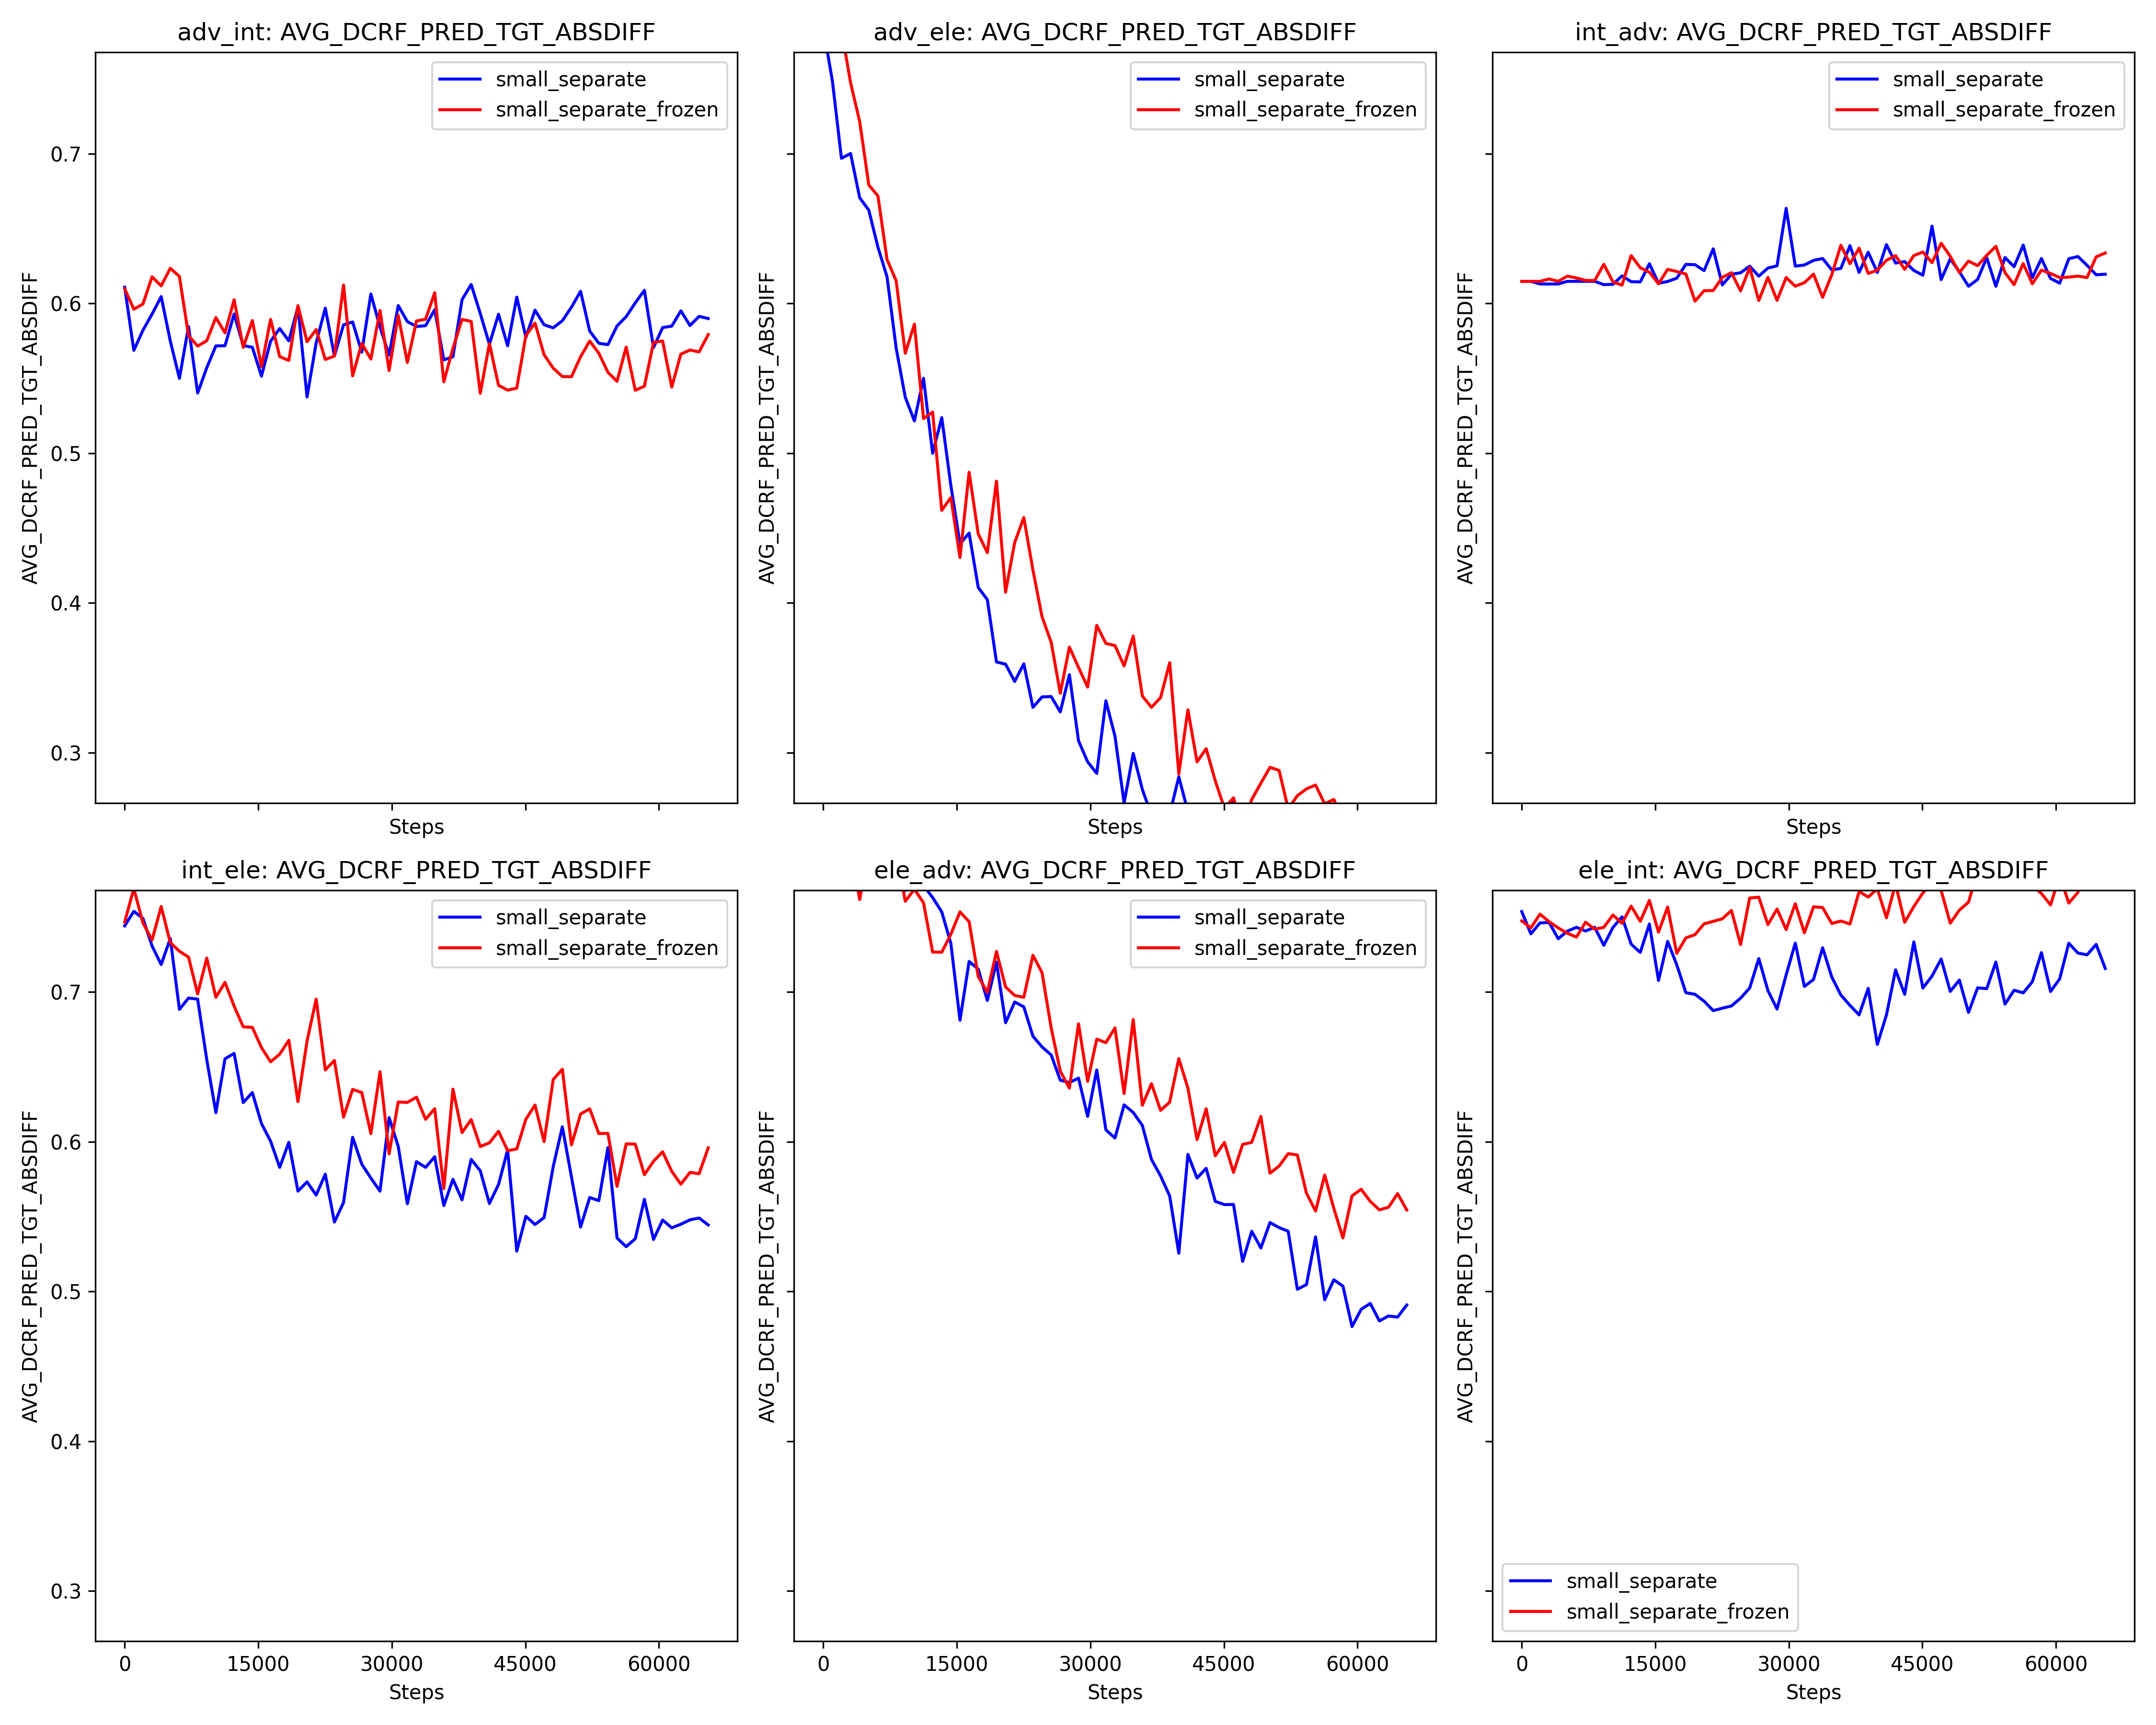 adv_int: AVG_DCRF_PRED_TGT_ABSDIFF
AVG_DCRF_PRED_TGT_ABSDIFF
0.7
0.6
0.5
0.4
0.3
small_separate
small_separate_frozen
Steps
adv_ele: AVG_DCRF_PRED_TGT_ABSDIFF
AVG_DCRF_PRED_TGT_ABSDIFF
small_separate
small_separate_frozen
Steps
int_adv: AVG_DCRF_PRED_TGT_ABSDIFF
AVG_DCRF_PRED_TGT_ABSDIFF
small_separate
small_separate_frozen
Steps
int_ele: AVG_DCRF_PRED_TGT_ABSDIFF
AVG_DCRF_PRED_TGT_ABSDIFF
0.7
0.6
0.5
0.4
0.3
small_separate
small_separate_frozen
0 15000 30000 45000 60000
Steps
ele_adv: AVG_DCRF_PRED_TGT_ABSDIFF
AVG_DCRF_PRED_TGT_ABSDIFF
small_separate
small_separate_frozen
0 15000 30000 45000 60000
Steps
ele_int: AVG_DCRF_PRED_TGT_ABSDIFF
AVG_DCRF_PRED_TGT_ABSDIFF
small_separate
small_separate_frozen
0 15000 30000 45000 60000
Steps